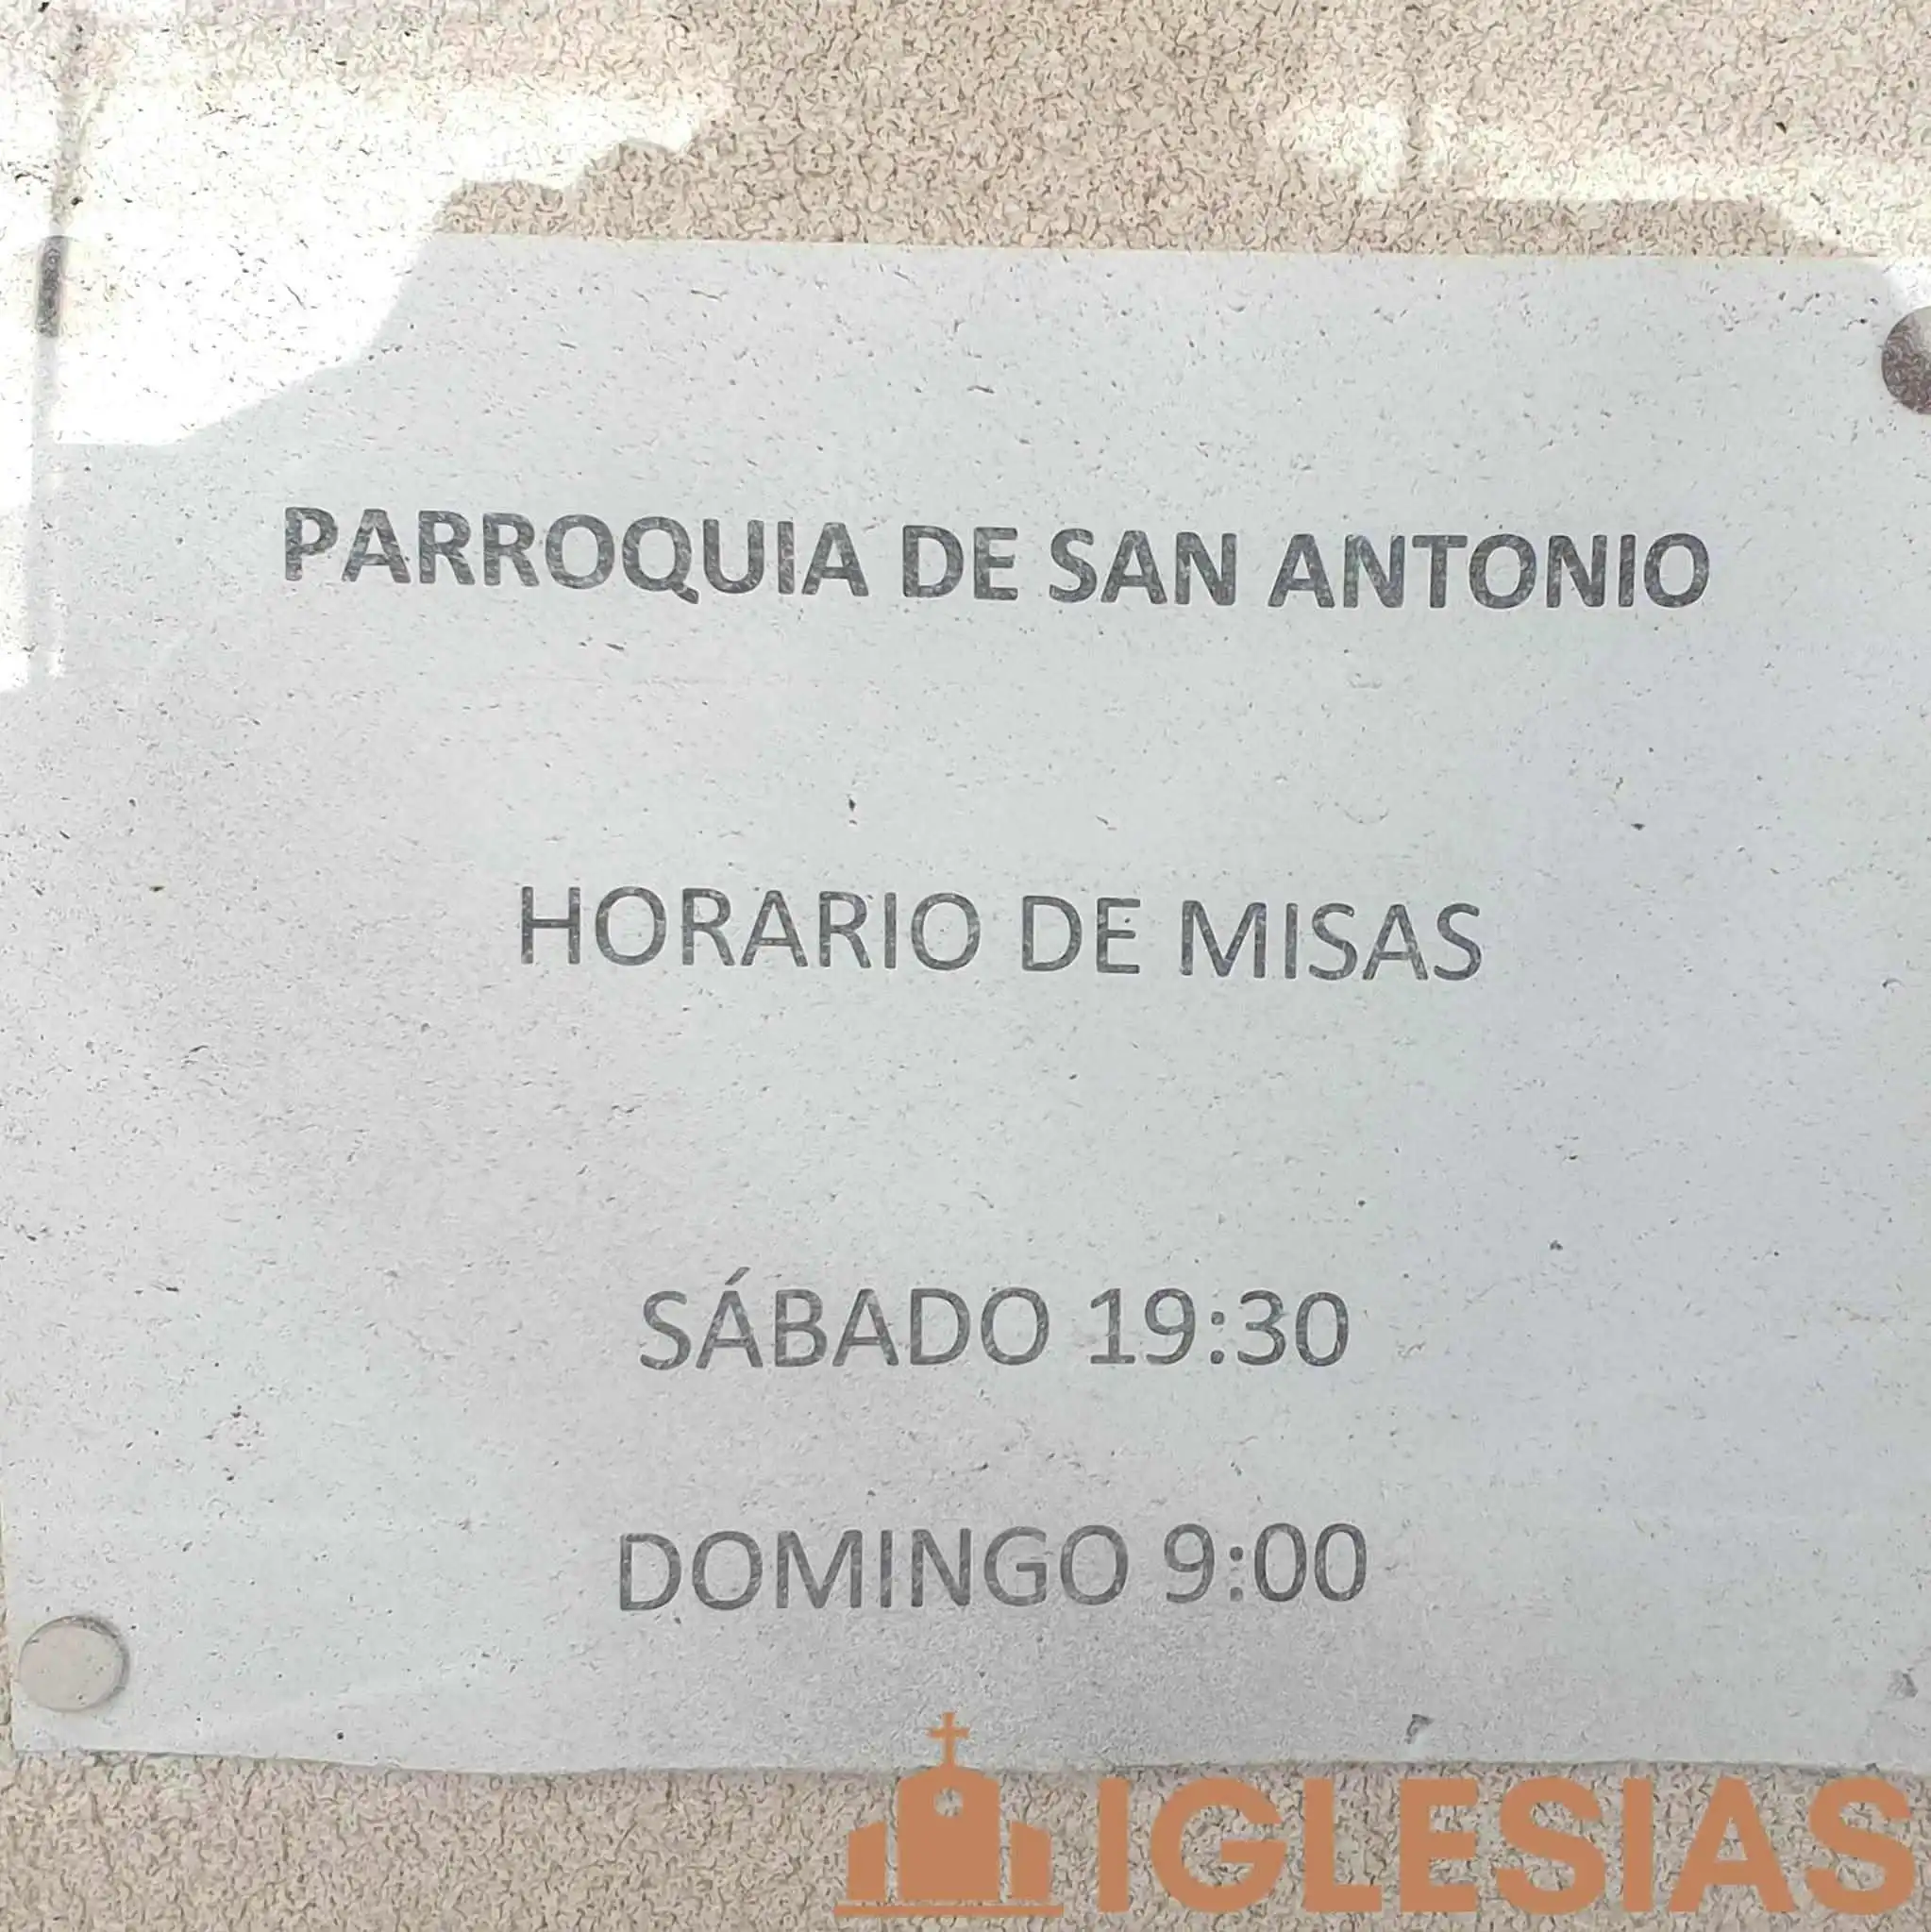 PARROQUIA DE SAN ANTONIO
HORARIO DE MISAS
SÁBADO 19:30
DOMINGO 9:00
IGLESIAS